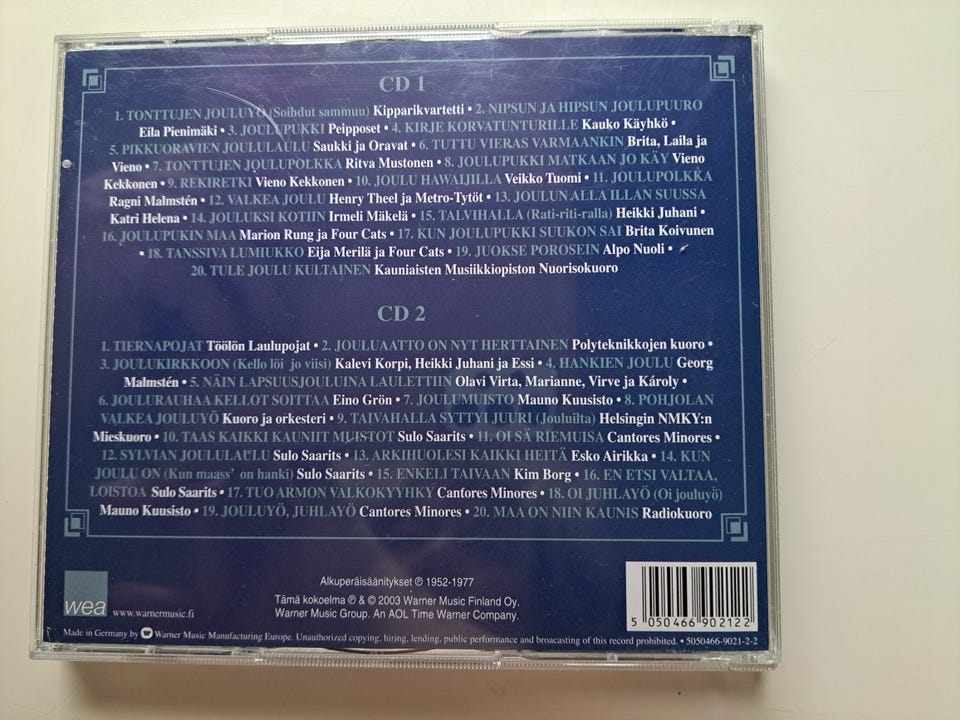 CD 1
1. TONTTUJEN JOULUYÖ (Soihdut sammuu) Kipparikvartetti • 2. NIPSUN JA HIPSUN JOULUPUURO
Eila Pienimäki • 3. JOULUPUKKI Peipposet • 4. KIRJE KORVATUNTURILLE Kauko Käyhkö •
5. PIKKUORAVIEN JOULULAULU Saukki ja Oravat • 6. TUTTU VIERAS VARMAANKIN Brita, Laila ja
Vieno • 7. TONTTUJEN JOULUPOLKKA Ritva Mustonen • 8. JOULUPUKKI MATKAAN JO KÄY Vieno
Kekkonen • 9. REKIRETKI Vieno Kekkonen • 10. JOULU HAWAIJILLA Veikko Tuomi • 11. JOULUPOLKKA
Ragni Malmstén • 12. VALKEA JOULU Henry Theel ja Metro-Tytöt • 13. JOULUN ALLA ILLAN SUUSSA
Katri Helena • 14. JOULUKSI KOTIIN Irmeli Mäkelä • 15. TALVIHALLA (Rati-riti-ralla) Heikki Juhani •
16. JOULUPUKIN MAA Marion Rung ja Four Cats • 17. KUN JOULUPUKKI SUUKON SAI Brita Koivunen
• 18. TANSSIVA LUMIUKKO Eija Merilä ja Four Cats • 19. JUOKSE POROSEIN Alpo Nuoli •
20. TULE JOULU KULTAINEN Kauniaisten Musiikkiopiston Nuorisokuoro
CD 2
1. TIERNAPOJAT Töölön Laulupojat • 2. JOULUAATTO ON NYT HERTTAINEN Polyteknikkojen kuoro •
3. JOULUKIRKKOON (Kello löi jo viisi) Kalevi Korpi, Heikki Juhani ja Essi • 4. HANKIEN JOULU Georg
Malmstén • 5. NÄIN LAPSUUSJOULUINA LAULETTIIN Olavi Virta, Marianne, Virve ja Károly •
6. JOULURAUHAA KELLOT SOITTAA Eino Grön • 7. JOULUMUISTO Mauno Kuusisto • 8. POHJOLAN
VALKEA JOULUYÖ Kuoro ja orkesteri • 9. TAIVAHALLA SYTTYI JUURI (Jouluilta) Helsingin NMKY:n
Mieskuoro • 10. TAAS KAIKKI KAUNIIT MUISTOT Sulo Saarits • 11. OI SÄ RIEMUISA Cantores Minores •
12. SYLVIAN JOULULAULU Sulo Saarits • 13. ARKIHUOLESI KAIKKI HEITÄ Esko Airikka • 14. KUN
JOULU ON (Kun maass' on hanki) Sulo Saarits • 15. ENKELI TAIVAAN Kim Borg • 16. EN ETSI VALTAA,
LOISTOA Sulo Saarits • 17. TUO ARMON VALKOKYYHKY Cantores Minores • 18. OI JUHLAYÖ (Oi jouluyö)
Mauno Kuusisto • 19. JOULUYÖ, JUHLAYÖ Cantores Minores • 20. MAA ON NIIN KAUNIS Radiokuoro
Alkuperäisäänitykset ℗ 1952-1977
Tämä kokoelma ℗ & © 2003 Warner Music Finland Oy.
Warner Music Group. An AOL Time Warner Company.
wea www.warnermusic.fi
5 050466 902122
Made in Germany by Warner Music Manufacturing Europe. Unauthorized copying, hiring, lending, public performance and broacasting of this record prohibited. • 5050466-9021-2-2